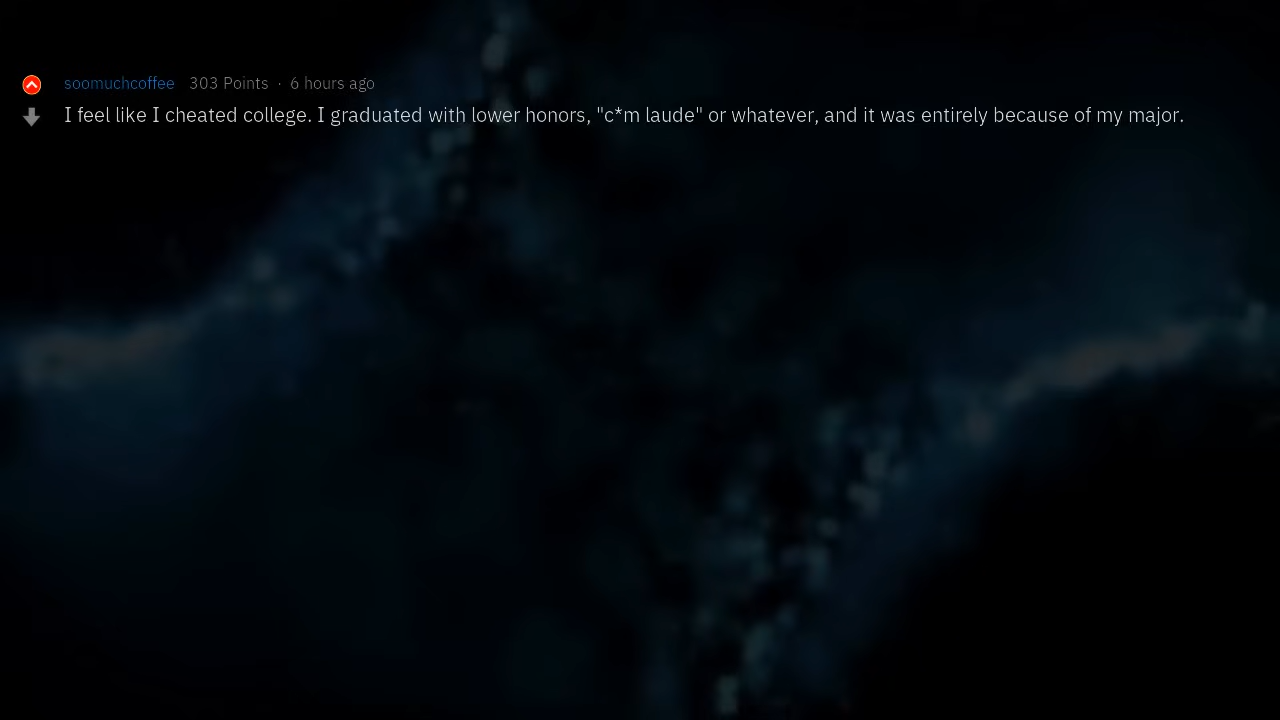 soomuchcoffee 303 Points · 6 hours ago
I feel like I cheated college. I graduated with lower honors, "c*m laude" or whatever, and it was entirely because of my major.